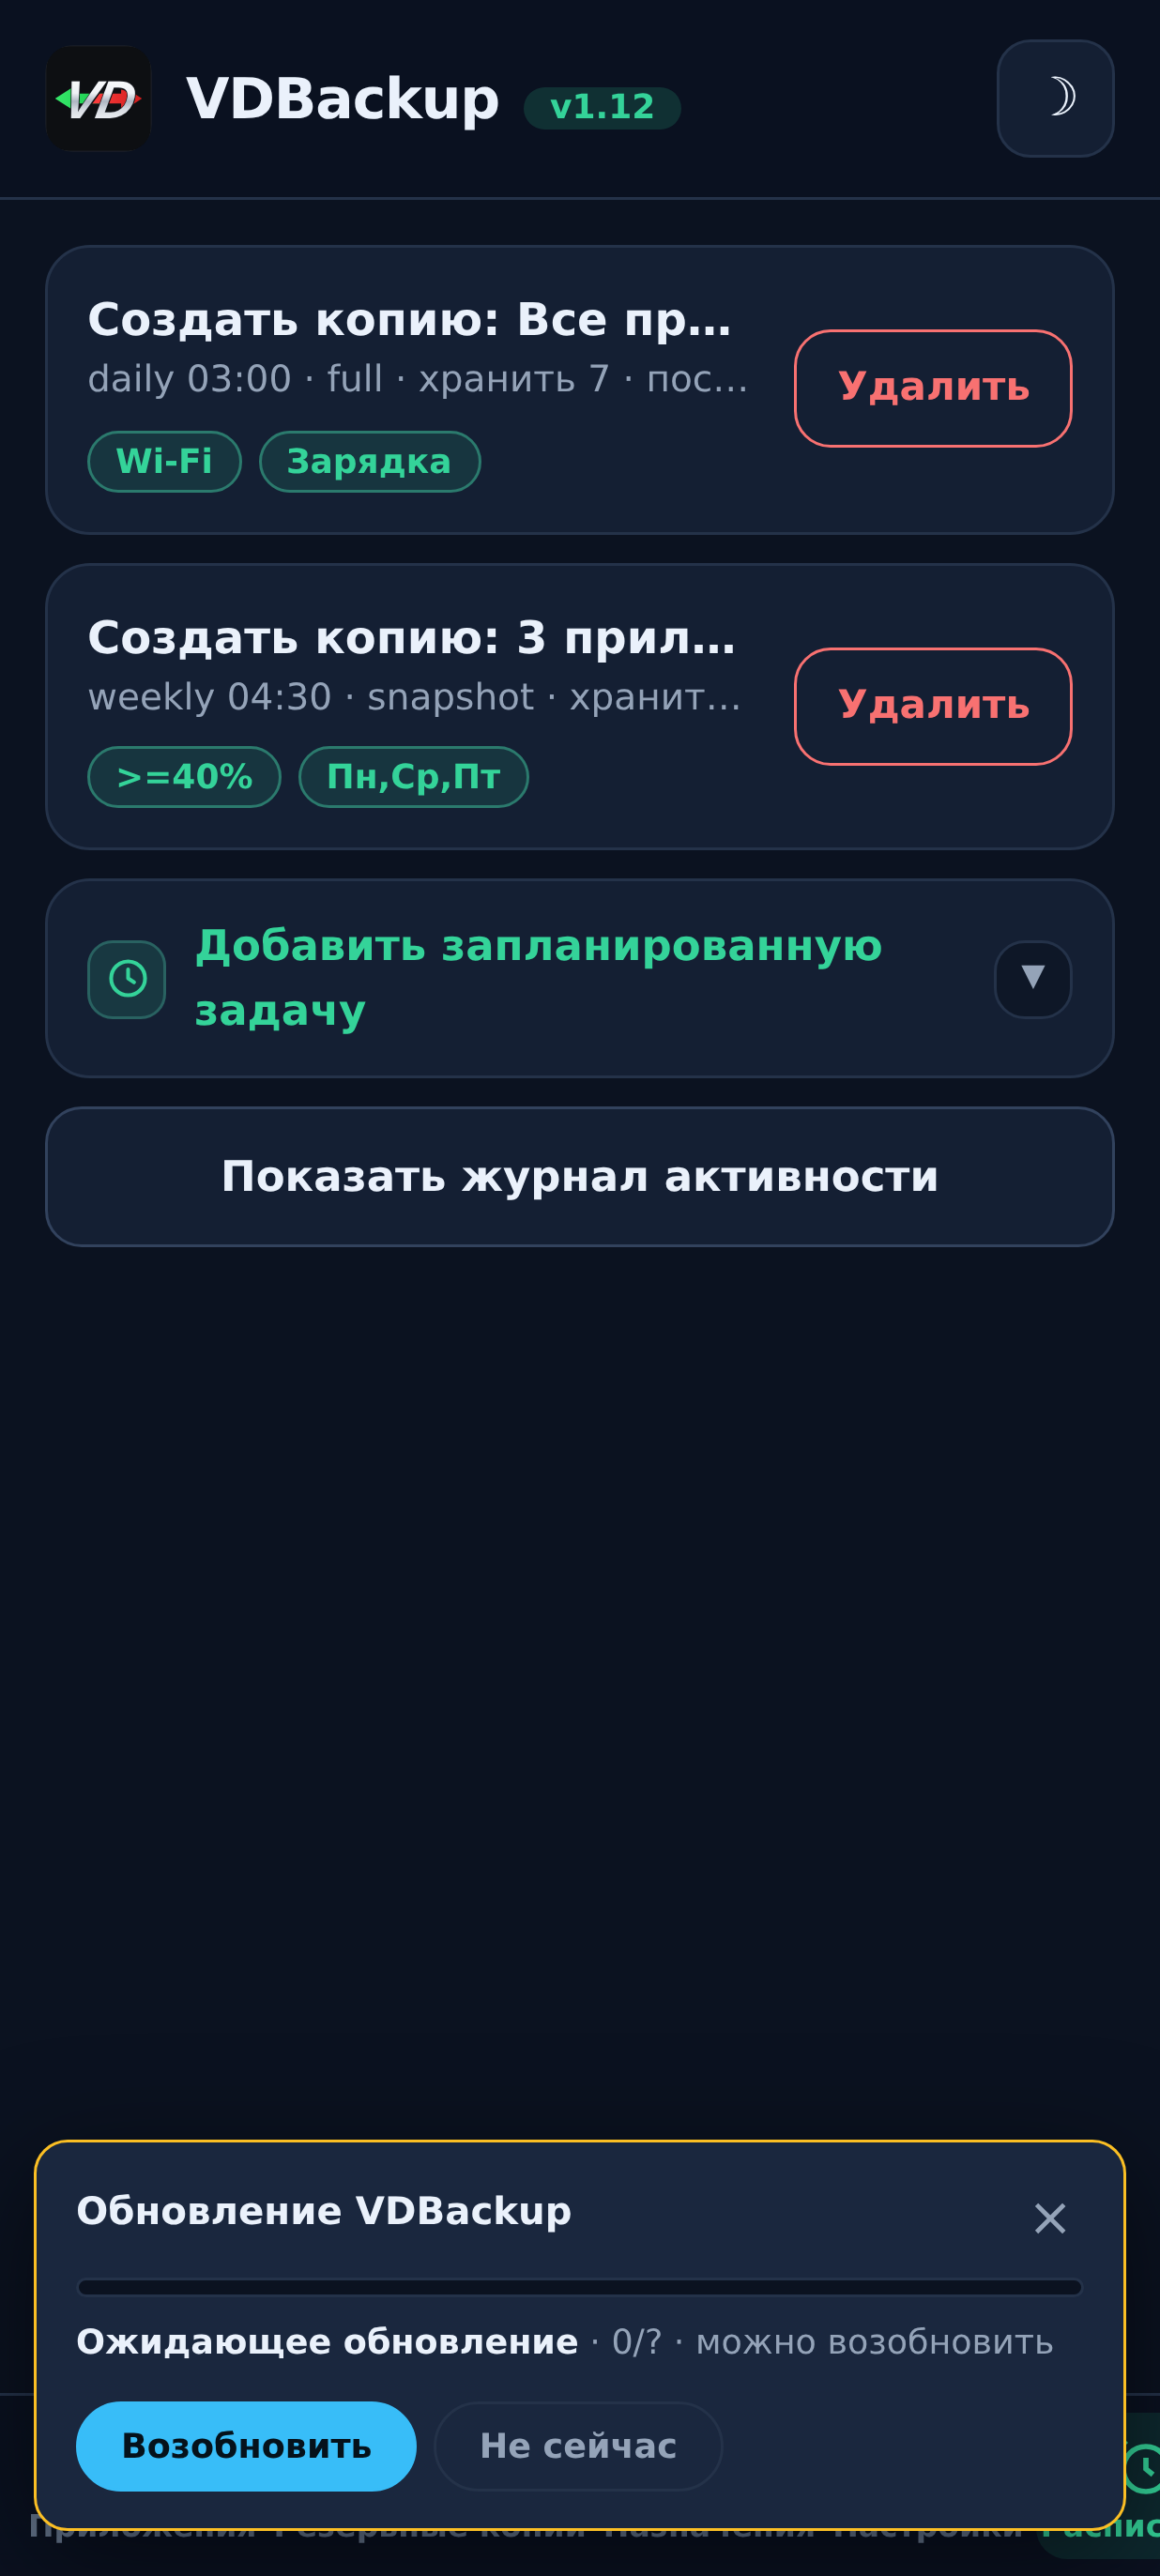 VD
VDBackup v1.12
Создать копию: Все пр…
daily 03:00 · full · хранить 7 · пос…
Удалить
Wi-Fi
Зарядка
Создать копию: 3 прил…
weekly 04:30 · snapshot · хранит…
Удалить
>=40%
Пн,Ср,Пт
Добавить запланированную
задачу
Показать журнал активности
Обновление VDBackup
Ожидающее обновление · 0/? · можно возобновить
Возобновить
Не сейчас